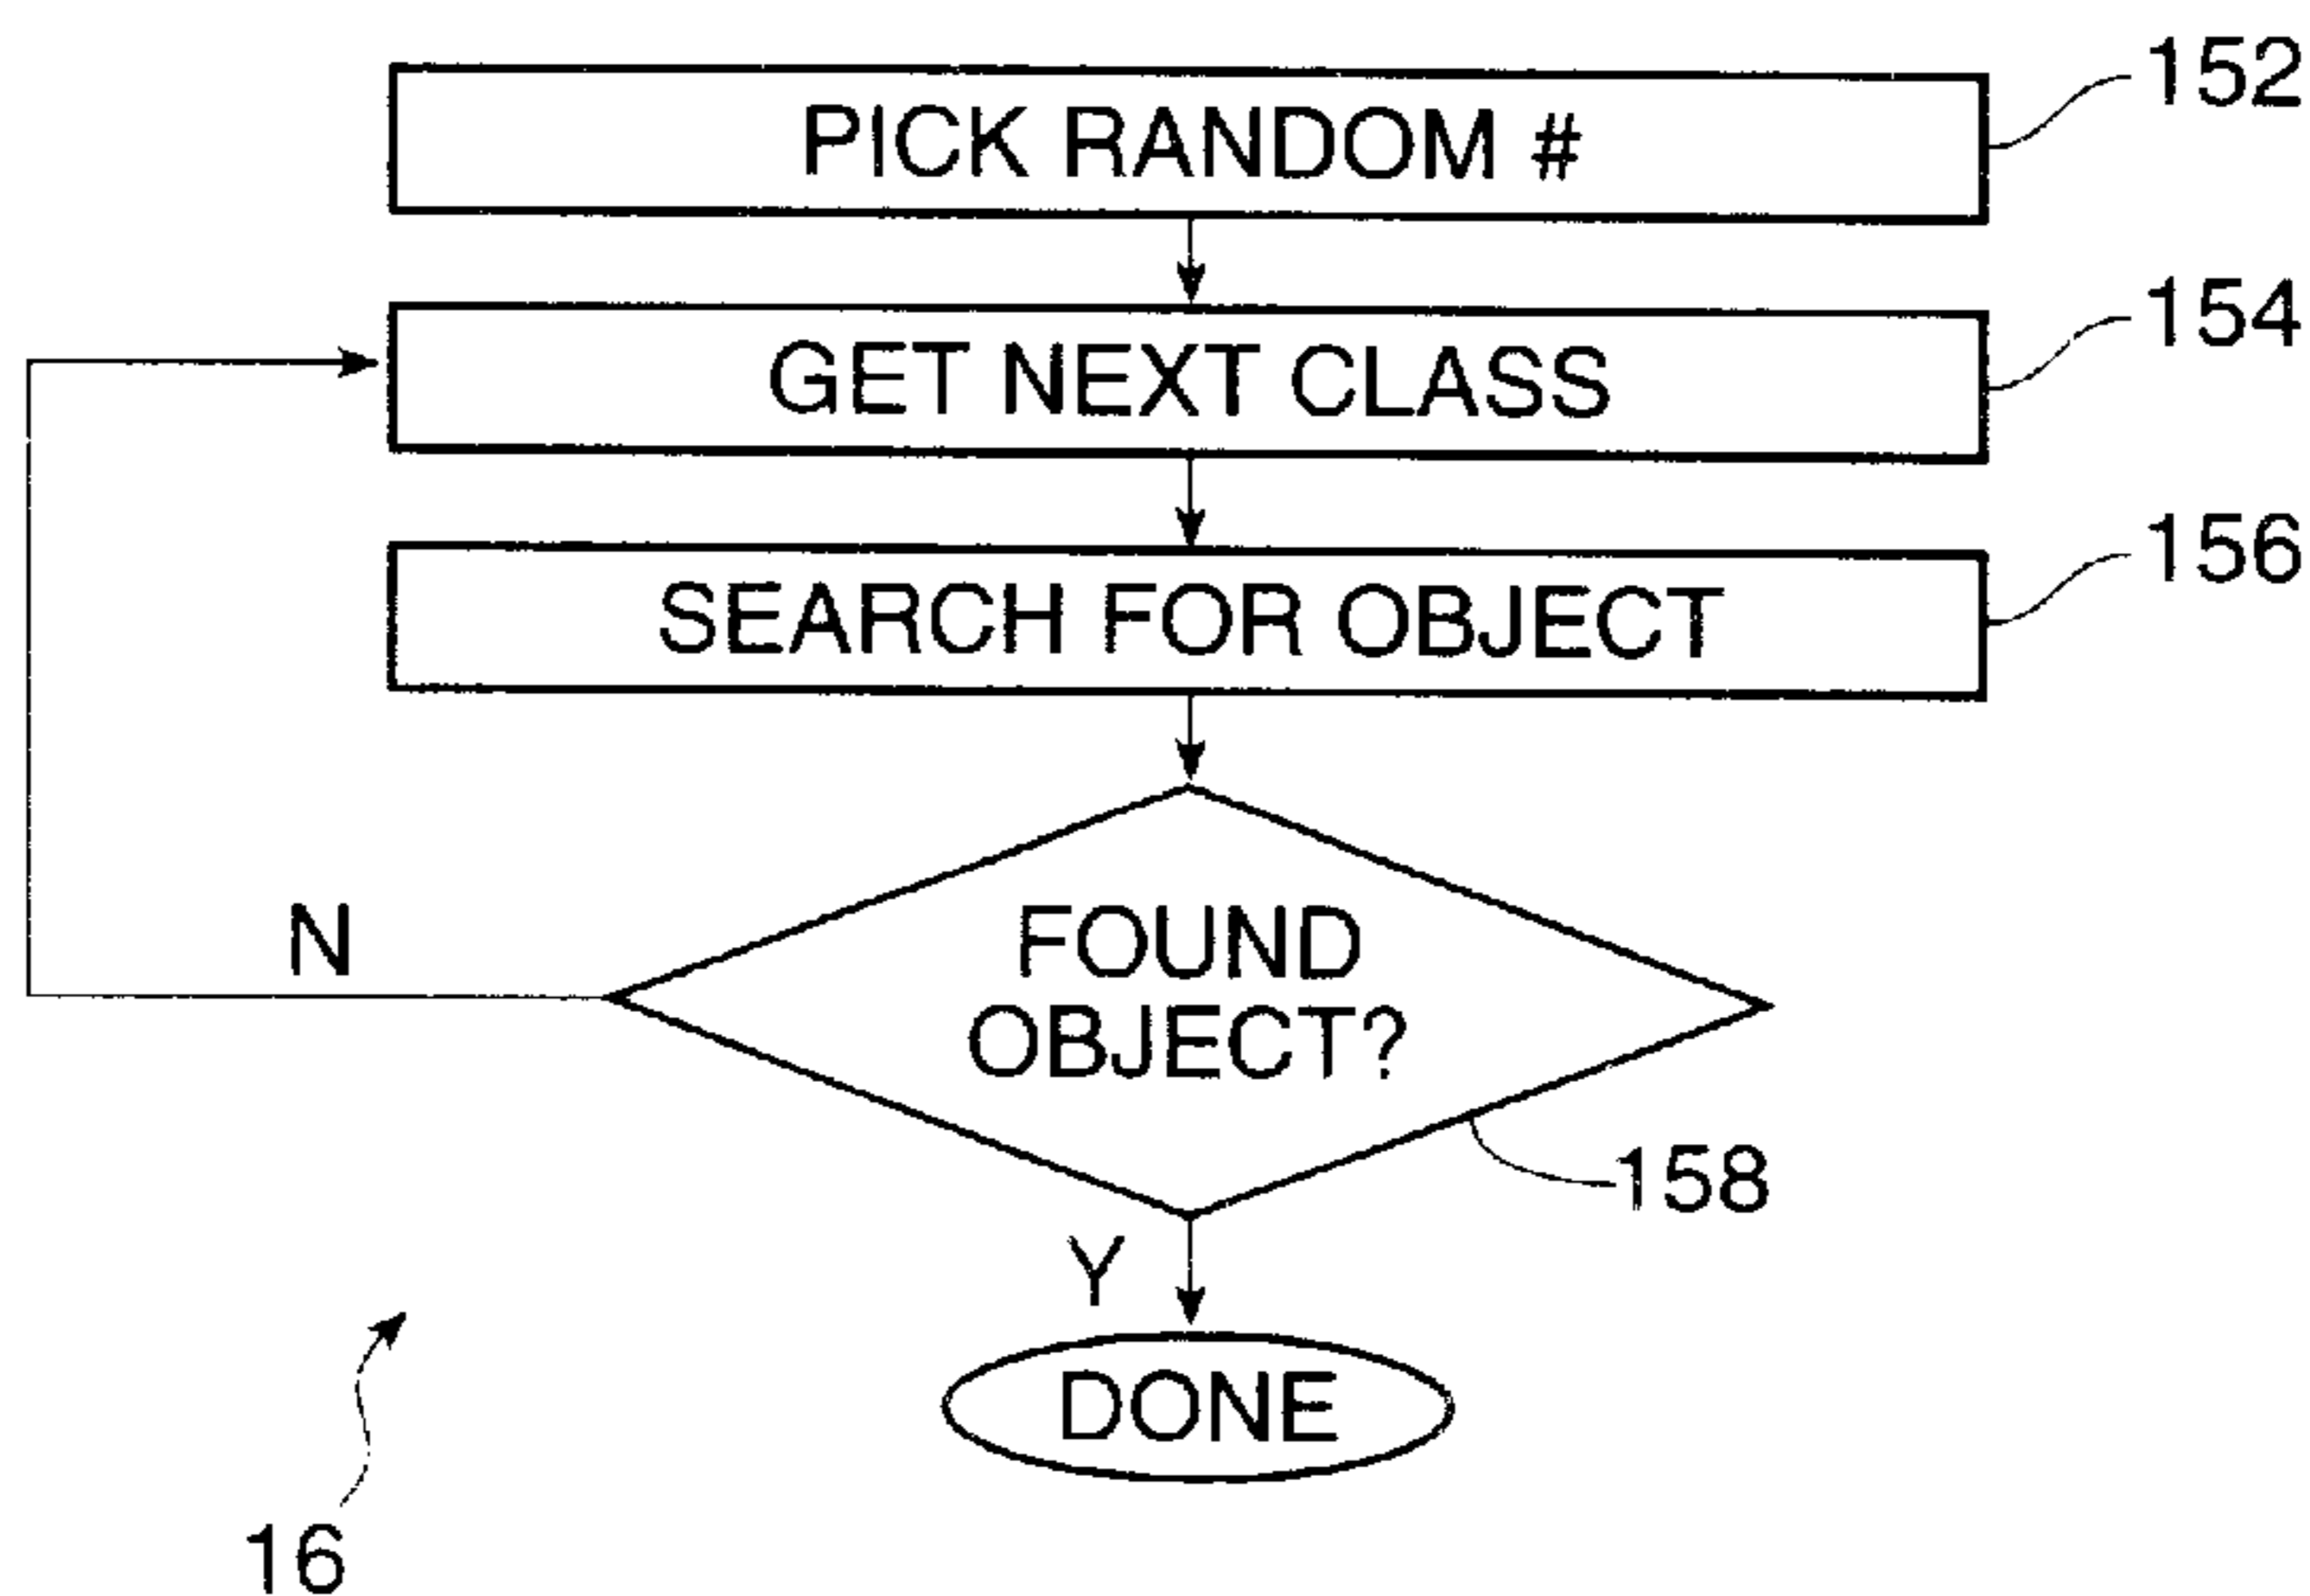 PICK RANDOM #
152
GET NEXT CLASS
154
SEARCH FOR OBJECT
156
N
FOUND
OBJECT?
158
Y
DONE
16